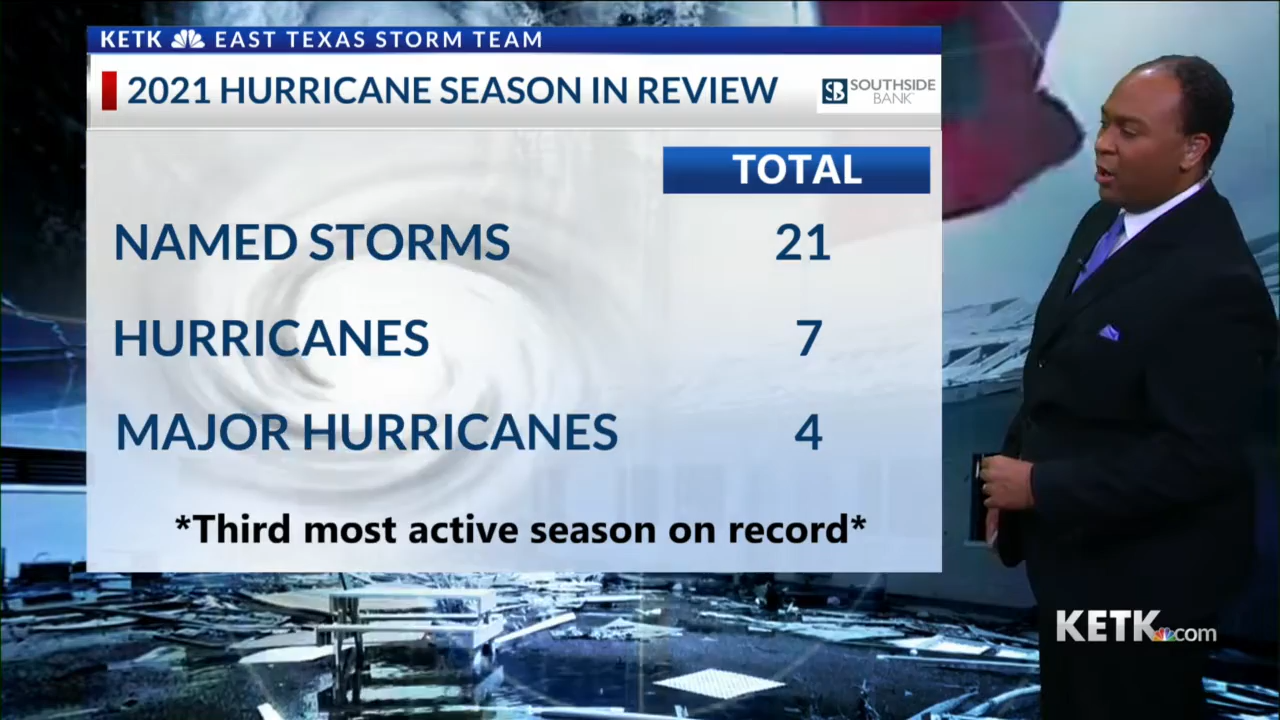 KETK EAST TEXAS STORM TEAM
2021 HURRICANE SEASON IN REVIEW
SB SOUTHSIDE
BANK
TOTAL
NAMED STORMS 21
HURRICANES 7
MAJOR HURRICANES 4
*Third most active season on record*
KETK.com